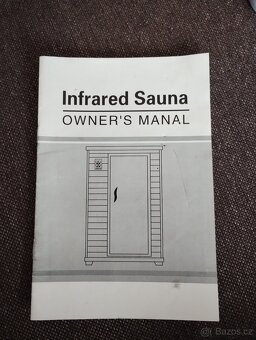 Infrared Sauna
OWNER'S MANAL
Bazos.cz